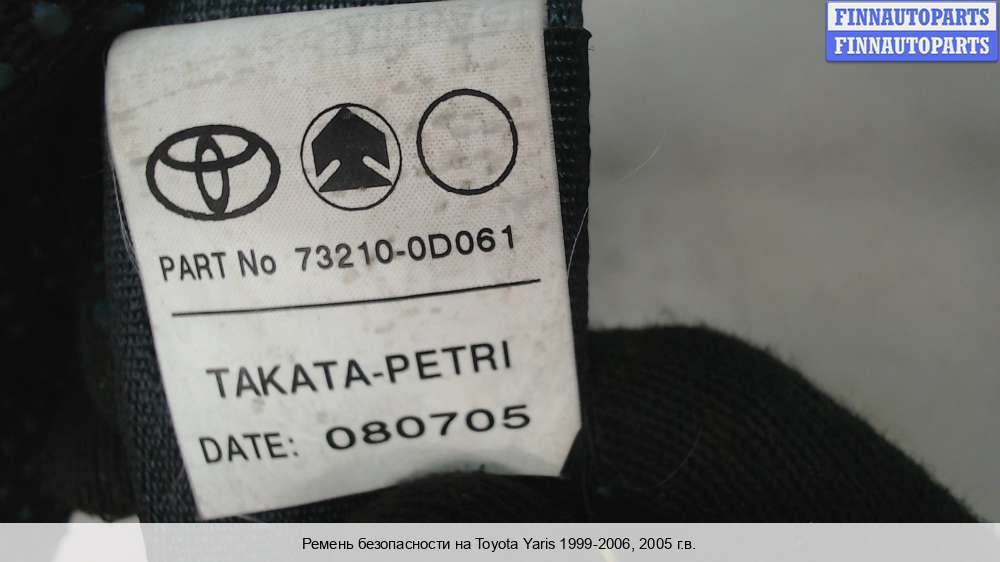 FINNAUTOPARTS
FINNAUTOPARTS
PART No 73210-0D061
TAKATA-PETRI
DATE: 080705
Ремень безопасности на Toyota Yaris 1999-2006, 2005 г.в.